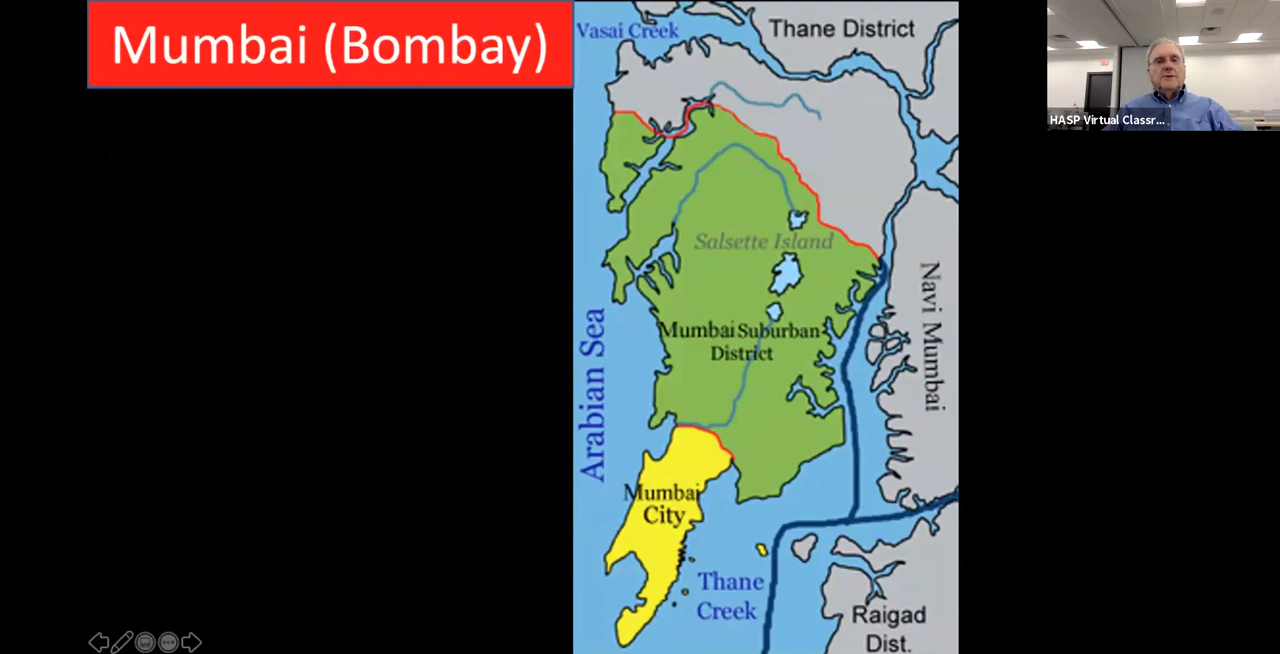 Mumbai (Bombay)
Vasai Creek
Thane District
HASP Virtual Classr...
Salsette Island
Navi Mumbai
Arabian Sea
Mumbai Suburban
District
Mumbai
City
Thane
Creek
Raigad
Dist.